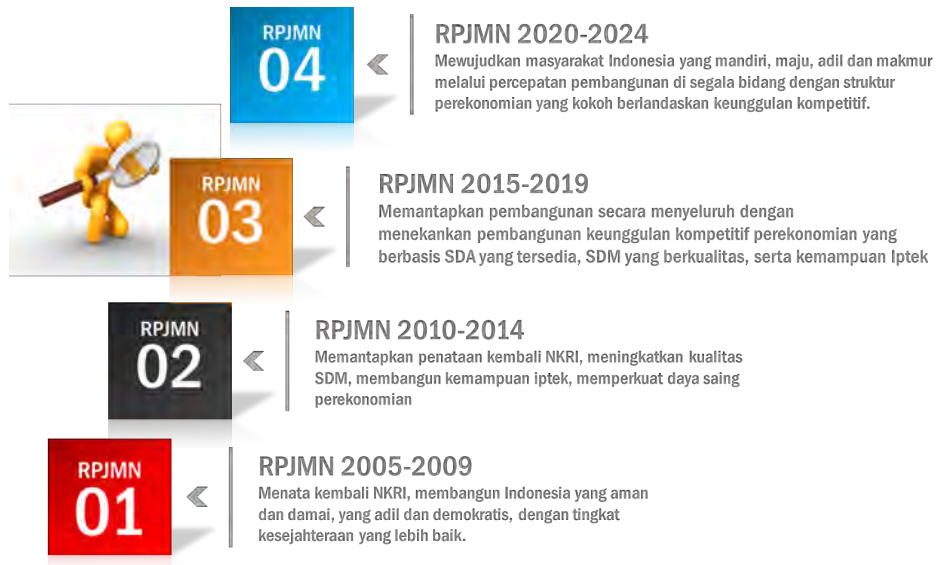 RPJMN
04
RPJMN 2020-2024
Mewujudkan masyarakat Indonesia yang mandiri, maju, adil dan makmur
melalui percepatan pembangunan di segala bidang dengan struktur
perekonomian yang kokoh berlandaskan keunggulan kompetitif.
RPJMN
03
RPJMN 2015-2019
Memantapkan pembangunan secara menyeluruh dengan
menekankan pembangunan keunggulan kompetitif perekonomian yang
berbasis SDA yang tersedia, SDM yang berkualitas, serta kemampuan Iptek
RPJMN
02
RPJMN 2010-2014
Memantapkan penataan kembali NKRI, meningkatkan kualitas
SDM, membangun kemampuan iptek, memperkuat daya saing
perekonomian
RPJMN
01
RPJMN 2005-2009
Menata kembali NKRI, membangun Indonesia yang aman
dan damai, yang adil dan demokratis, dengan tingkat
kesejahteraan yang lebih baik.